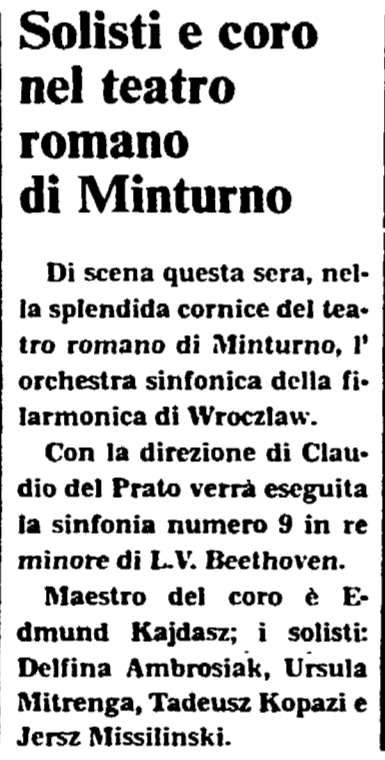 Solisti e coro
nel teatro
romano
di Minturno
Di scena questa sera, nel-
la splendida cornice del tea-
tro romano di Minturno, l'
orchestra sinfonica della fi-
larmonica di Wroczlaw.
Con la direzione di Clau-
dio del Prato verrà eseguita
la sinfonia numero 9 in re
minore di L.V. Beethoven.
Maestro del coro è E-
dmund Kajdasz; i solisti:
Delfina Ambrosiak, Ursula
Mitrenga, Tadeusz Kopazi e
Jersz Missilinski.